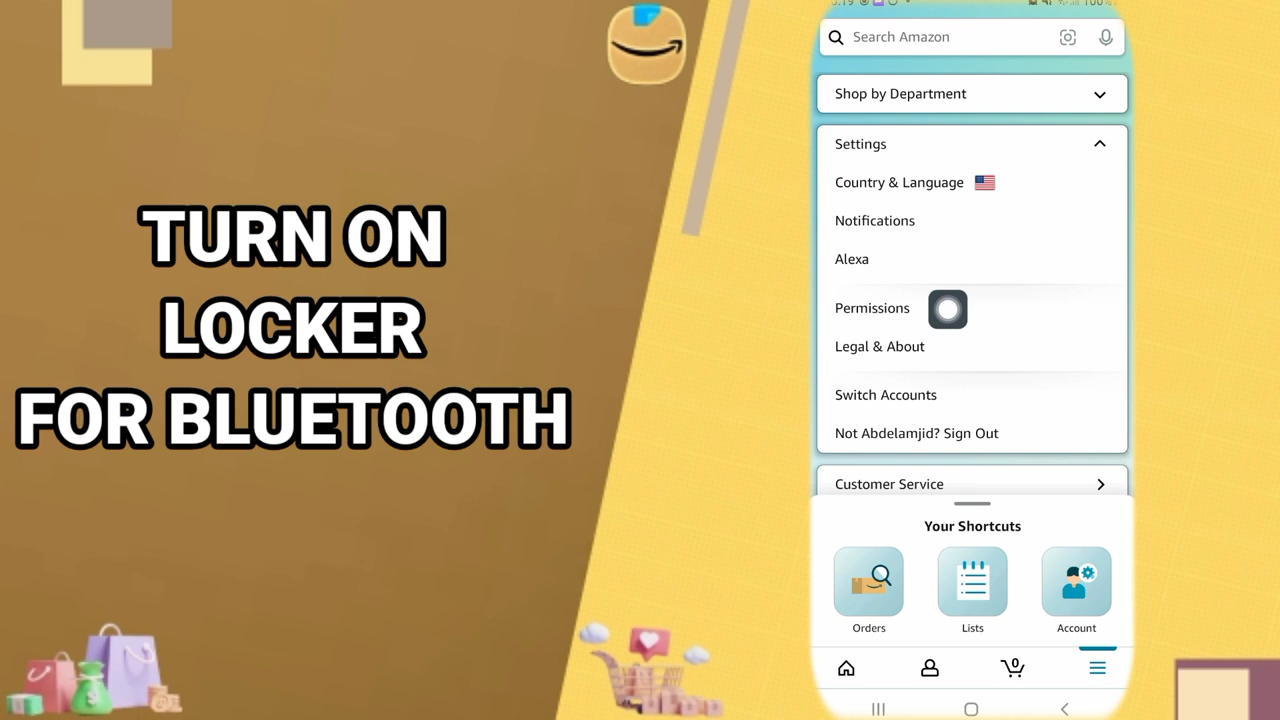 TURN ON
LOCKER
FOR BLUETOOTH
Search Amazon
Shop by Department
Settings
Country & Language
Notifications
Alexa
Permissions
Legal & About
Switch Accounts
Not Abdelamjid? Sign Out
Customer Service
Your Shortcuts
Orders
Lists
Account
0